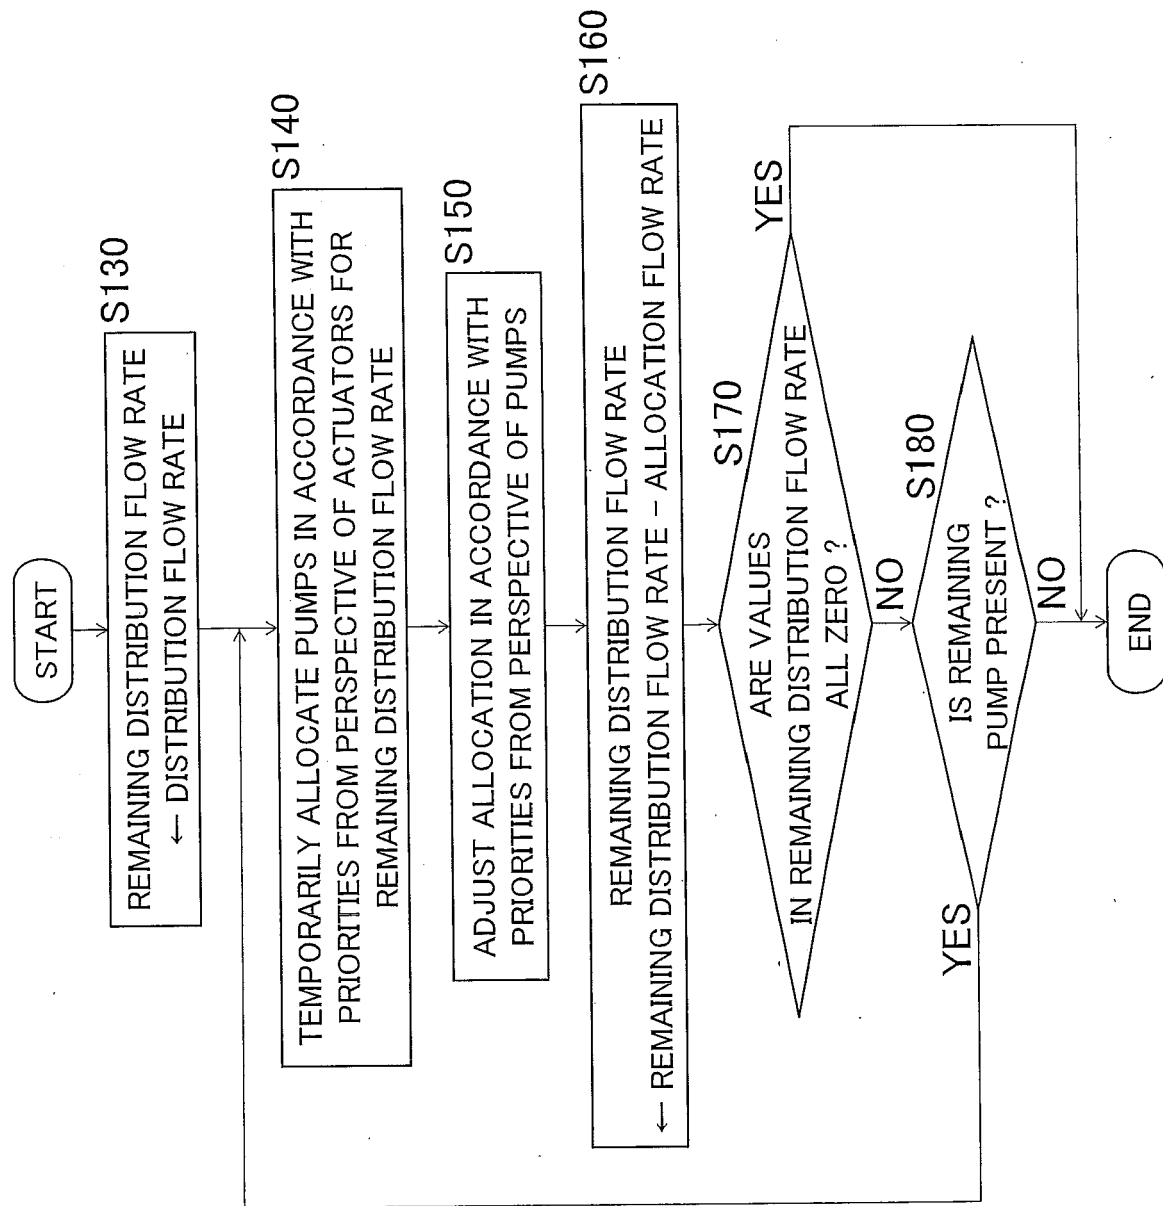 START
S130
REMAINING DISTRIBUTION FLOW RATE
← DISTRIBUTION FLOW RATE
S140
TEMPORARILY ALLOCATE PUMPS IN ACCORDANCE WITH
PRIORITIES FROM PERSPECTIVE OF ACTUATORS FOR
REMAINING DISTRIBUTION FLOW RATE
S150
ADJUST ALLOCATION IN ACCORDANCE WITH
PRIORITIES FROM PERSPECTIVE OF PUMPS
S160
REMAINING DISTRIBUTION FLOW RATE
← REMAINING DISTRIBUTION FLOW RATE – ALLOCATION FLOW RATE
S170
ARE VALUES
IN REMAINING DISTRIBUTION FLOW RATE
ALL ZERO ?
YES
NO
S180
IS REMAINING
PUMP PRESENT ?
YES
NO
END